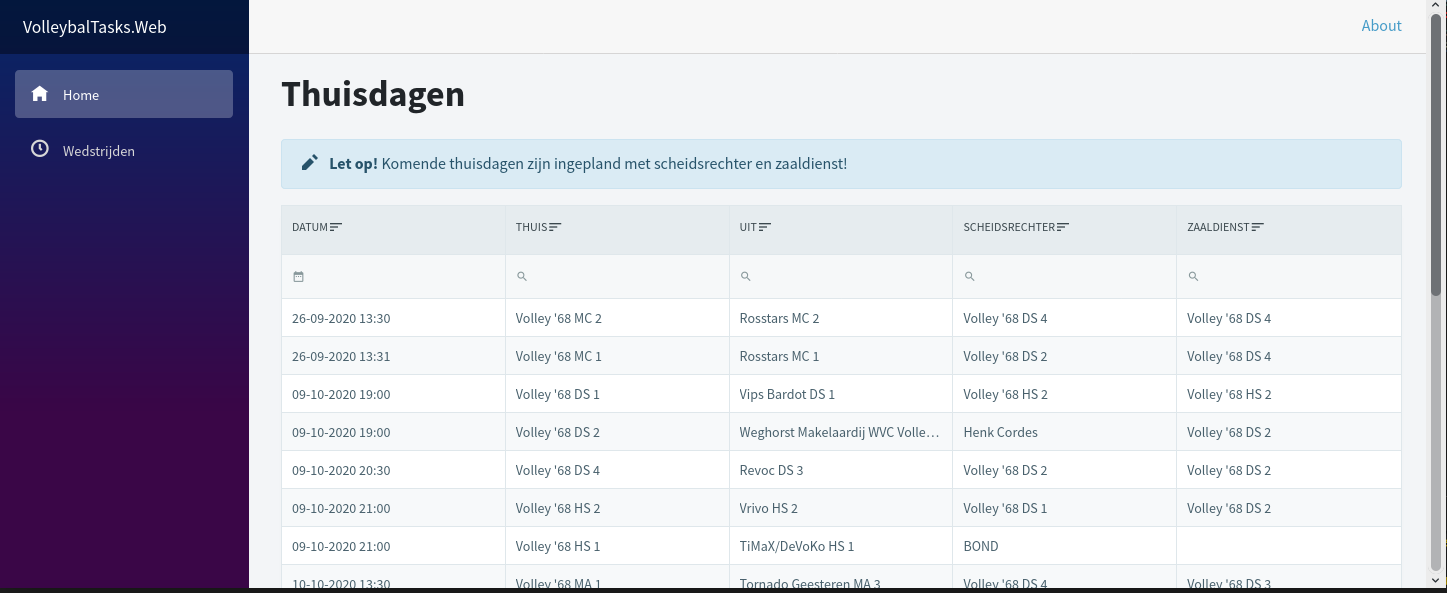 VolleybalTasks.Web
About
Home
Wedstrijden
Thuisdagen
Let op! Komende thuisdagen zijn ingepland met scheidsrechter en zaaldienst!
DATUM THUIS UIT SCHEIDSRECHTER ZAALDIENST
26-09-2020 13:30 Volley '68 MC 2 Rosstars MC 2 Volley '68 DS 4 Volley '68 DS 4
26-09-2020 13:31 Volley '68 MC 1 Rosstars MC 1 Volley '68 DS 2 Volley '68 DS 4
09-10-2020 19:00 Volley '68 DS 1 Vips Bardot DS 1 Volley '68 HS 2 Volley '68 HS 2
09-10-2020 19:00 Volley '68 DS 2 Weghorst Makelaardij WVC Volle... Henk Cordes Volley '68 DS 2
09-10-2020 20:30 Volley '68 DS 4 Revoc DS 3 Volley '68 DS 2 Volley '68 DS 2
09-10-2020 21:00 Volley '68 HS 2 Vrivo HS 2 Volley '68 DS 1 Volley '68 DS 2
09-10-2020 21:00 Volley '68 HS 1 TiMaX/DeVoKo HS 1 BOND
10-10-2020 13:30 Volley '68 MA 1 Tornado Geesteren MA 3 Volley '68 DS 4 Volley '68 DS 3